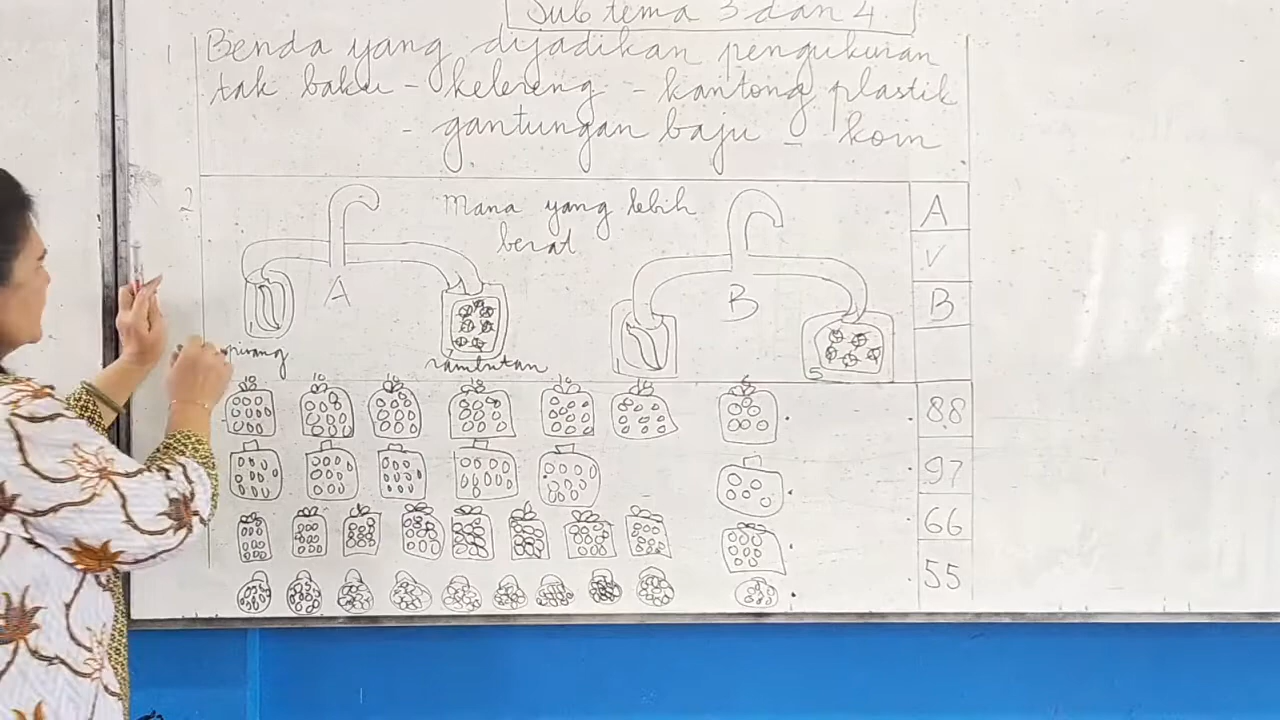 Sub tema 3 dan 4
1 Benda yang dijadikan pengukuran
tak baku - kelereng - kantong plastik
- gantungan baju - koin
2 Mana yang lebih
berat
A
V
B
A
B
5
pisang
rambutan
88
97
66
55